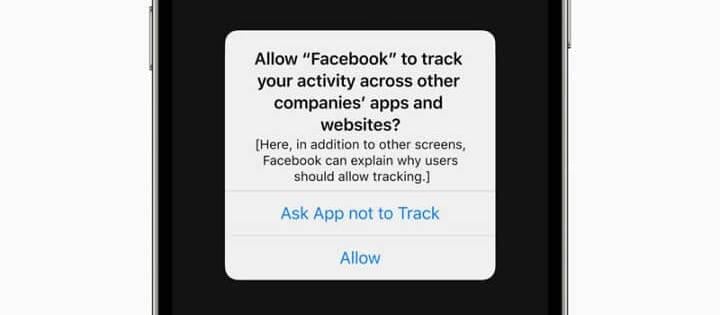 Allow “Facebook” to track
your activity across other
companies’ apps and
websites?
[Here, in addition to other screens,
Facebook can explain why users
should allow tracking.]
Ask App not to Track
Allow